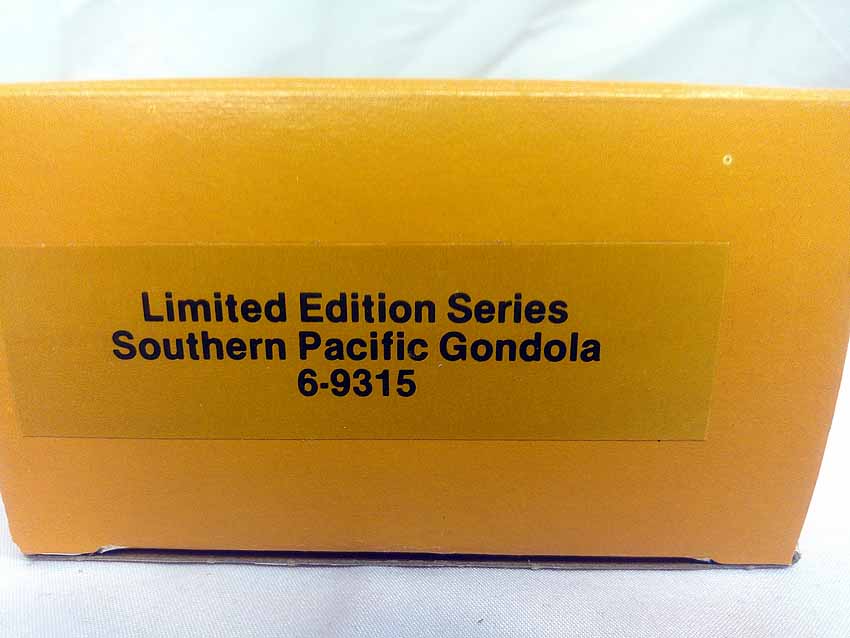 Limited Edition Series
Southern Pacific Gondola
6-9315